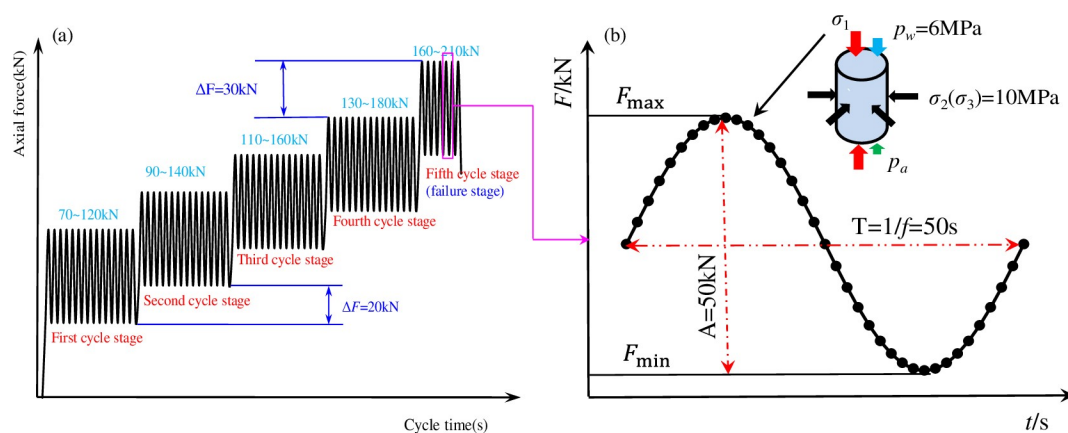 (a)
Axial force(kN)
160~210kN
ΔF=30kN
130~180kN
110~160kN
90~140kN
70~120kN
Fifth cycle stage
(failure stage)
Fourth cycle stage
Third cycle stage
Second cycle stage
ΔF=20kN
First cycle stage
Cycle time(s)
(b)
F/kN
σ1
pw=6MPa
σ2(σ3)=10MPa
pa
Fmax
T=1/f=50s
A=50kN
Fmin
t/s